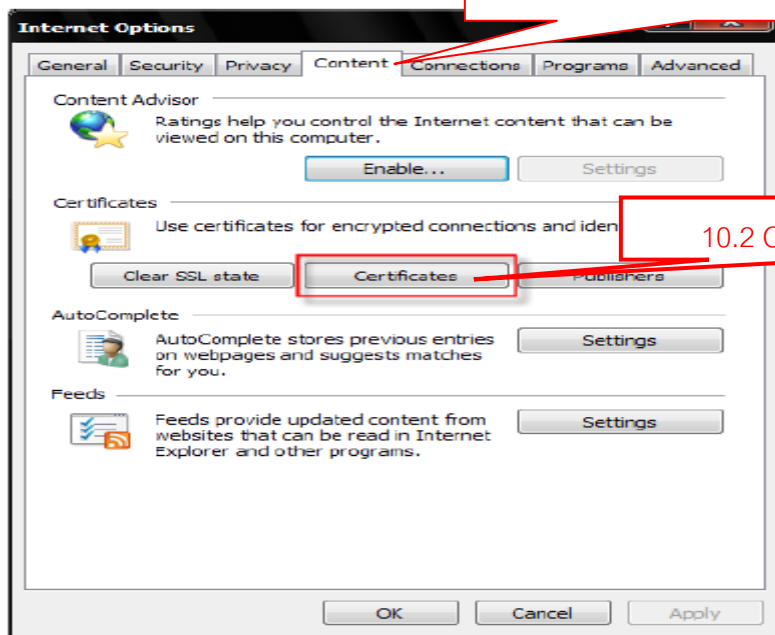 Internet Options
General Security Privacy Content Connections Programs Advanced
Content Advisor
Ratings help you control the Internet content that can be
viewed on this computer.
Enable... Settings
Certificates
Use certificates for encrypted connections and iden
10.2 C
Clear SSL state Certificates Publishers
AutoComplete
AutoComplete stores previous entries
on webpages and suggests matches
for you.
Settings
Feeds
Feeds provide updated content from
websites that can be read in Internet
Explorer and other programs.
Settings
OK Cancel Apply